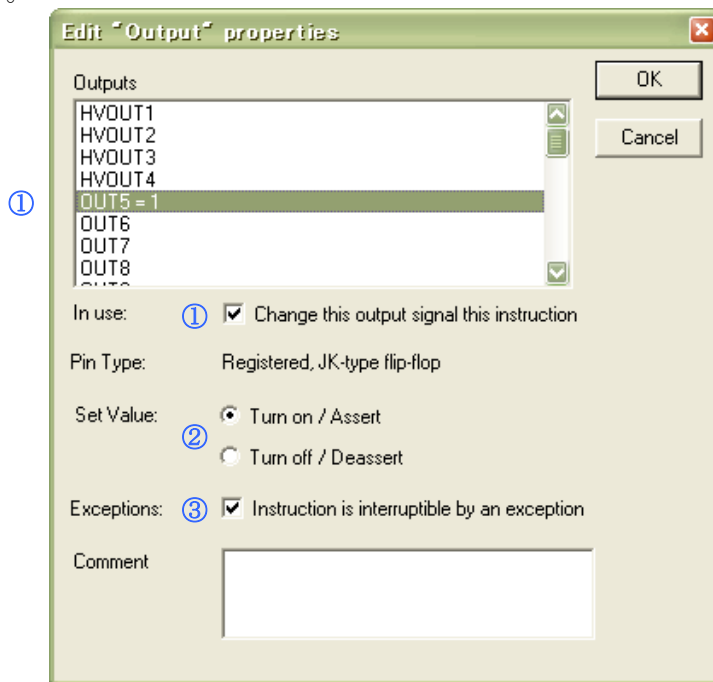 Edit "Output" properties
Outputs
OK
HVOUT1
HVOUT2
Cancel
HVOUT3
HVOUT4
① OUT5 = 1
OUT6
OUT7
OUT8
In use: ① Change this output signal this instruction
Pin Type: Registered, JK-type flip-flop
Set Value: ② Turn on / Assert
Turn off / Deassert
Exceptions: ③ Instruction is interruptible by an exception
Comment